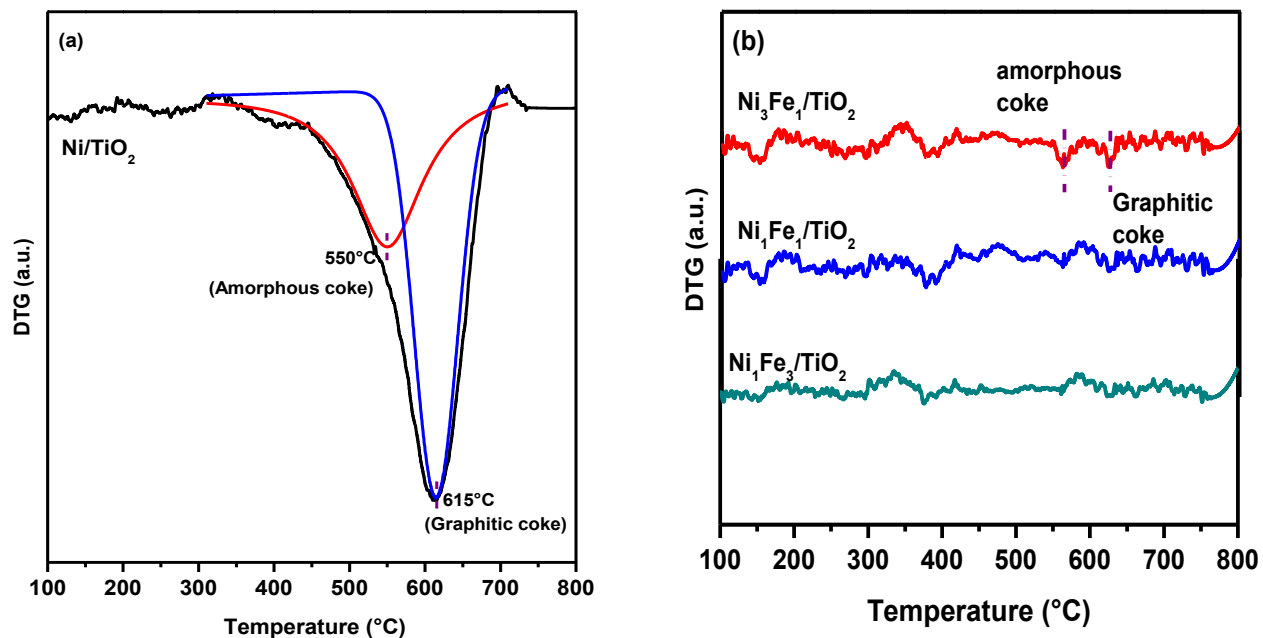 (a)
Ni/TiO₂
550°C
(Amorphous coke)
615°C
(Graphitic coke)
DTG (a.u.)
100 200 300 400 500 600 700 800
Temperature (°C)
(b)
amorphous
coke
Ni₃Fe₁/TiO₂
Graphitic
coke
Ni₁Fe₁/TiO₂
Ni₁Fe₃/TiO₂
DTG (a.u.)
100 200 300 400 500 600 700 800
Temperature (°C)